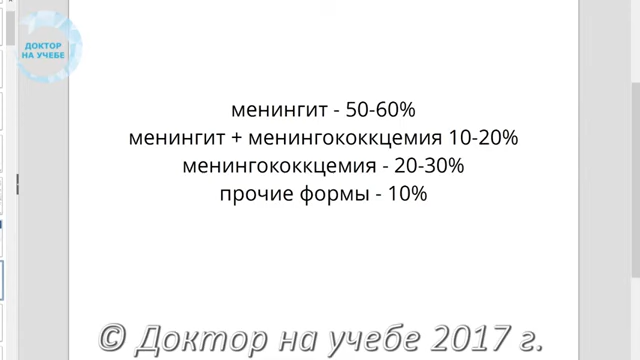 ДОКТОР
НА УЧЕБЕ
менингит - 50-60%
менингит + менингококкцемия 10-20%
менингококкцемия - 20-30%
прочие формы - 10%
© Доктор на учебе 2017 г.